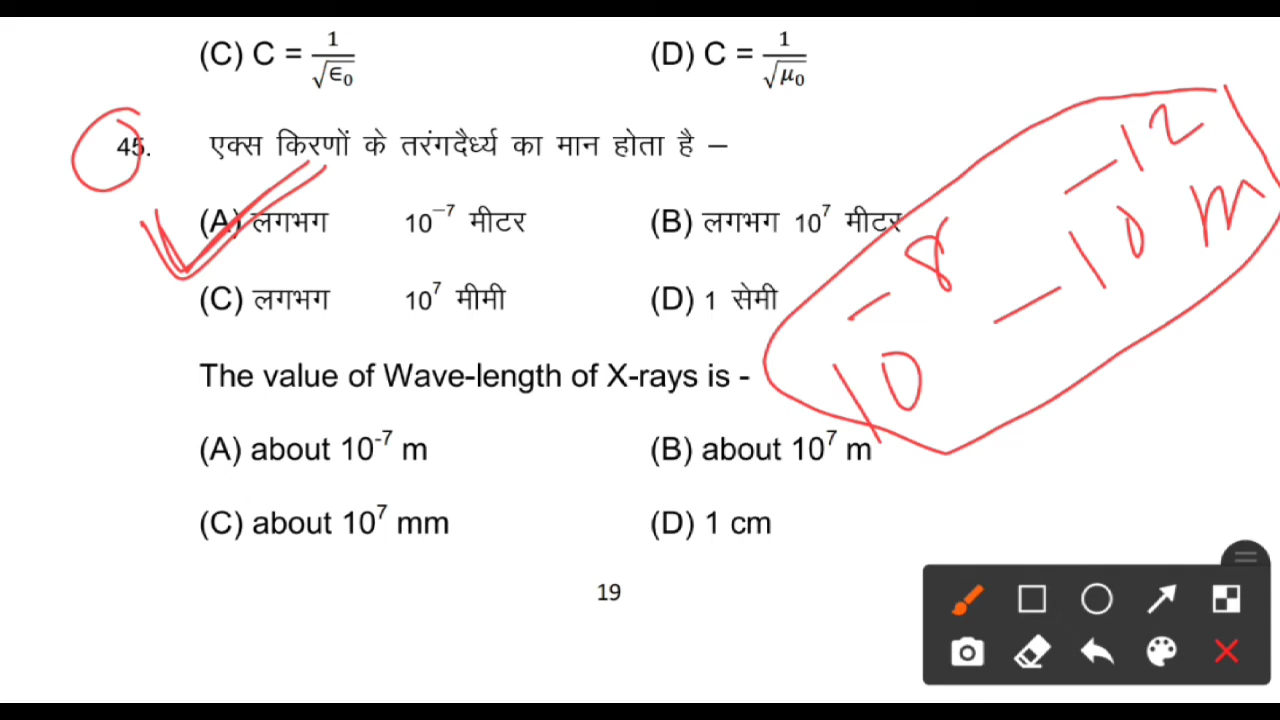 (C) C = 1/√ϵ₀ (D) C = 1/√μ₀
45. एक्स किरणों के तरंगदैर्ध्य का मान होता है –
(A) लगभग 10⁻⁷ मीटर (B) लगभग 10⁷ मीटर
(C) लगभग 10⁷ मीमी (D) 1 सेमी
10⁻⁸ – 10⁻¹² m
The value of Wave-length of X-rays is -
(A) about 10⁻⁷ m (B) about 10⁷ m
(C) about 10⁷ mm (D) 1 cm
19